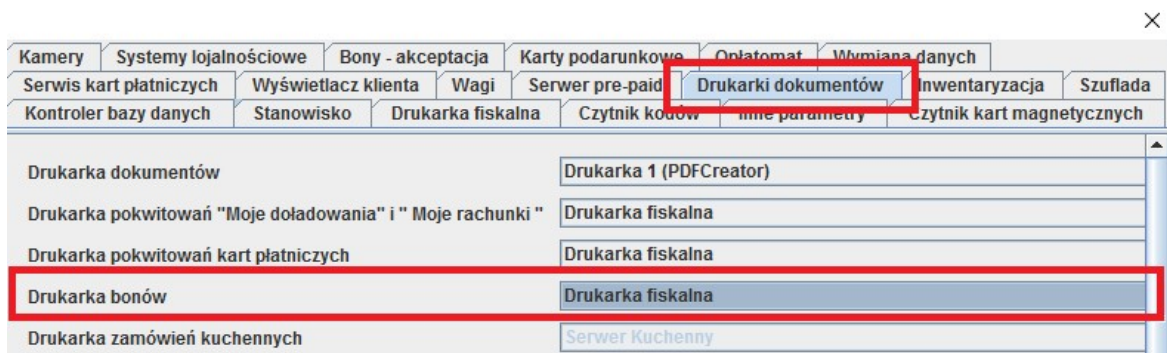 Kamery Systemy lojalnościowe Bony - akceptacja Karty podarunkowe Opłatomat Wymiana danych
Serwis kart płatniczych Wyświetlacz klienta Wagi Serwer pre-paid Drukarki dokumentów Inwentaryzacja Szuflada
Kontroler bazy danych Stanowisko Drukarka fiskalna Czytnik kodów Inne parametry Czytnik kart magnetycznych
Drukarka dokumentów Drukarka 1 (PDFCreator)
Drukarka pokwitowań "Moje doładowania" i " Moje rachunki " Drukarka fiskalna
Drukarka pokwitowań kart płatniczych Drukarka fiskalna
Drukarka bonów Drukarka fiskalna
Drukarka zamówień kuchennych Serwer Kuchenny